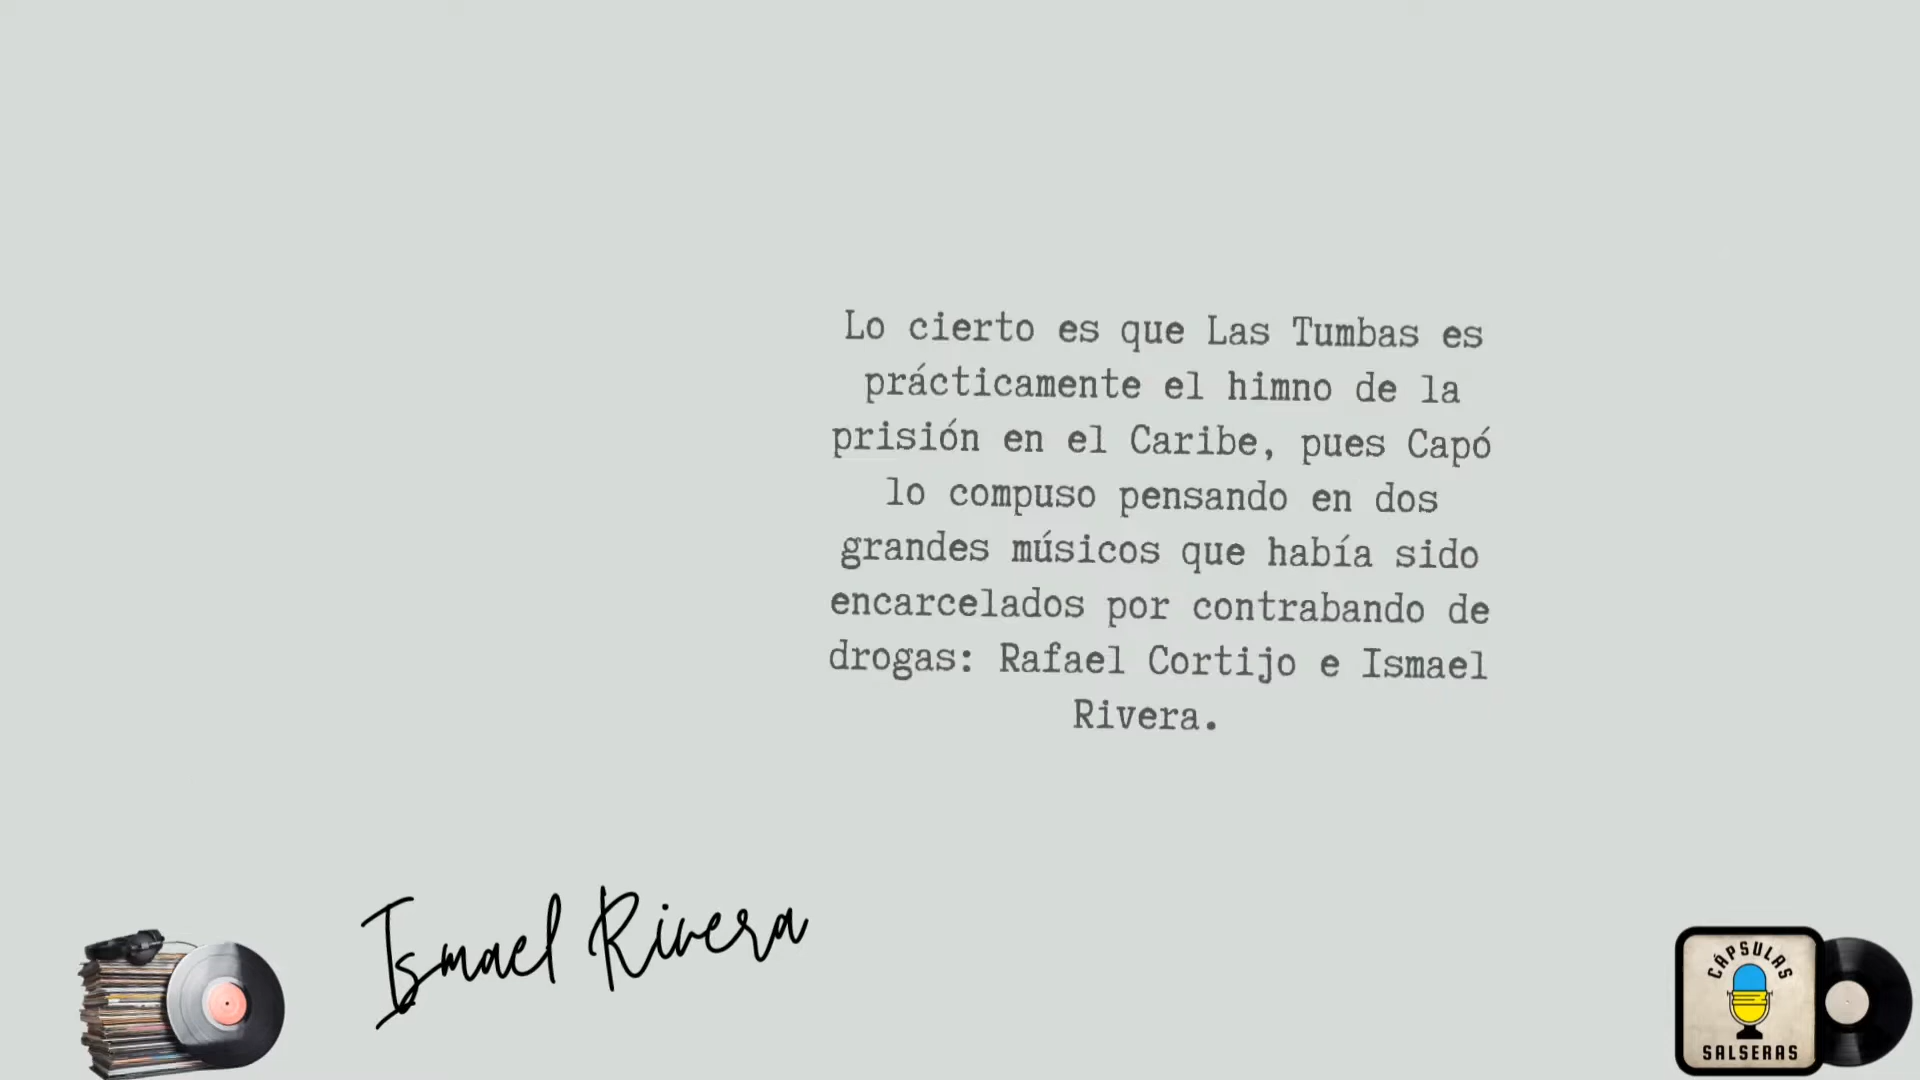 Lo cierto es que Las Tumbas es
prácticamente el himno de la
prisión en el Caribe, pues Capó
lo compuso pensando en dos
grandes músicos que había sido
encarcelados por contrabando de
drogas: Rafael Cortijo e Ismael
Rivera.
Ismael Rivera
CÁPSULAS
SALSERAS